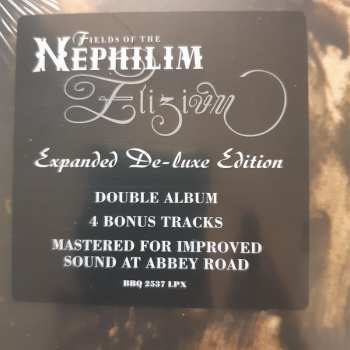 FIELDS OF THE
NEPHILIM
Elizium
Expanded De-luxe Edition
DOUBLE ALBUM
4 BONUS TRACKS
MASTERED FOR IMPROVED
SOUND AT ABBEY ROAD
BBQ 2537 LPX